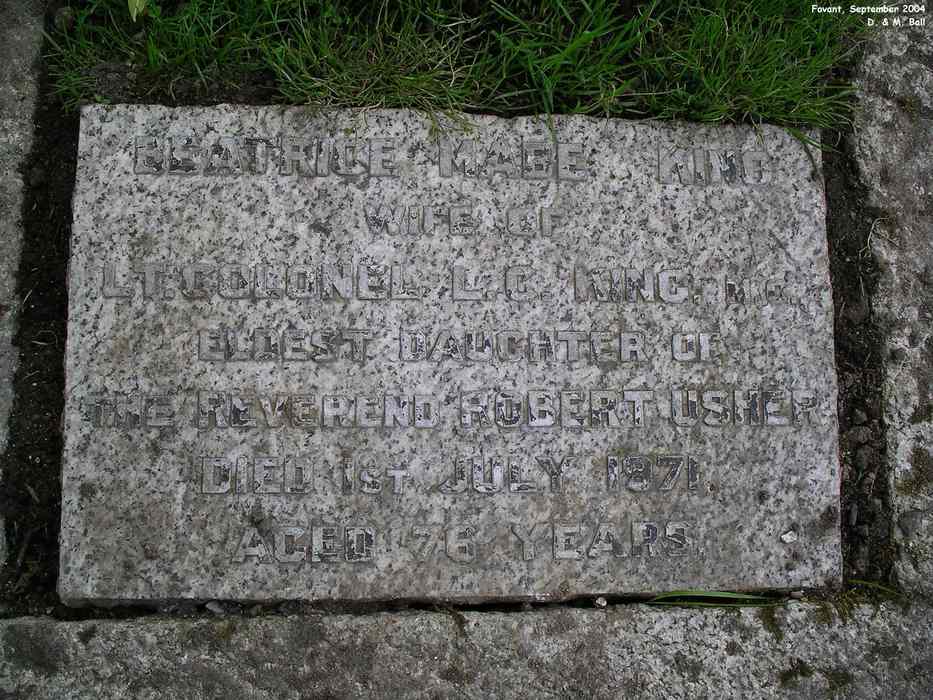 Fovant, September 2004
D. & M. Ball
BEATRICE MABEL KING
WIFE OF
LT. COLONEL L.C. KING. M.C.
ELDEST DAUGHTER OF
THE REVEREND ROBERT USHER
DIED 1ST JULY 1971.
AGED 76 YEARS